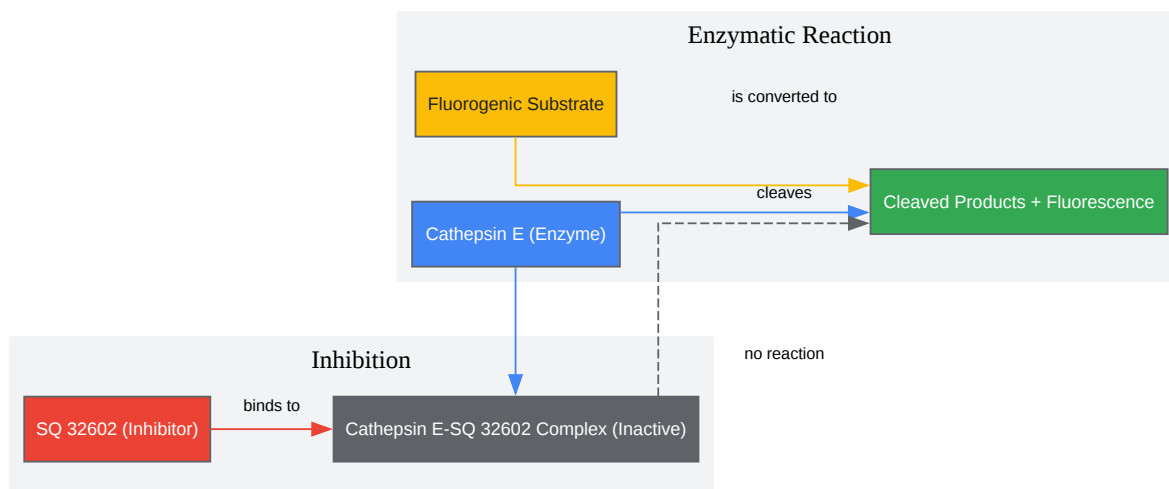 Enzymatic Reaction
Fluorogenic Substrate
is converted to
cleaves
Cleaved Products + Fluorescence
Cathepsin E (Enzyme)
Inhibition
no reaction
binds to
SQ 32602 (Inhibitor)
Cathepsin E-SQ 32602 Complex (Inactive)